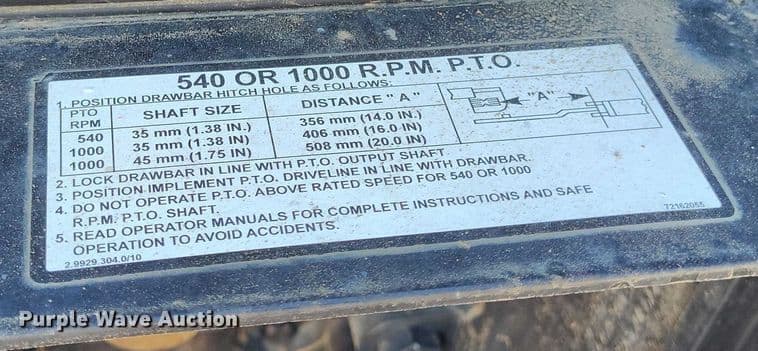 540 OR 1000 R.P.M. P.T.O.
1. POSITION DRAWBAR HITCH HOLE AS FOLLOWS:
PTO RPM SHAFT SIZE DISTANCE "A"
540 35 mm (1.38 IN.) 356 mm (14.0 IN.)
1000 35 mm (1.38 IN) 406 mm (16.0 IN)
1000 45 mm (1.75 IN) 508 mm (20.0 IN)
"A"
2. LOCK DRAWBAR IN LINE WITH P.T.O. OUTPUT SHAFT
3. POSITION IMPLEMENT P.T.O. DRIVELINE IN LINE WITH DRAWBAR.
4. DO NOT OPERATE P.T.O. ABOVE RATED SPEED FOR 540 OR 1000
R.P.M. P.T.O. SHAFT.
5. READ OPERATOR MANUALS FOR COMPLETE INSTRUCTIONS AND SAFE
OPERATION TO AVOID ACCIDENTS.
2.9929.304.0/10
72162055
Purple Wave Auction